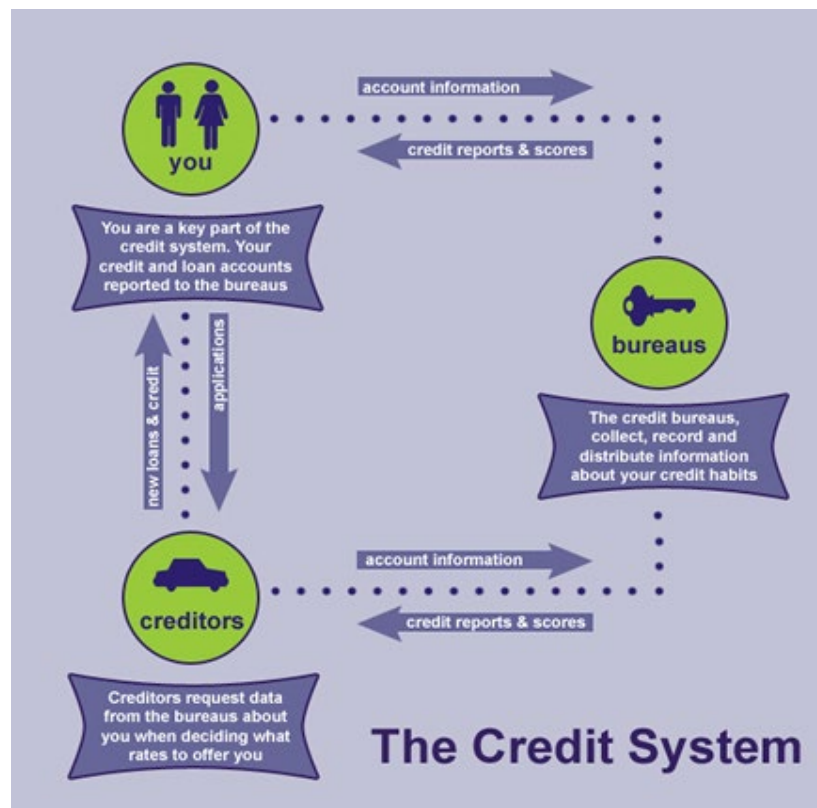 account information
credit reports & scores
you
You are a key part of the
credit system. Your
credit and loan accounts
reported to the bureaus
bureaus
The credit bureaus,
collect, record and
distribute information
about your credit habits
new loans & credit
applications
creditors
account information
credit reports & scores
Creditors request data
from the bureaus about
you when deciding what
rates to offer you
The Credit System